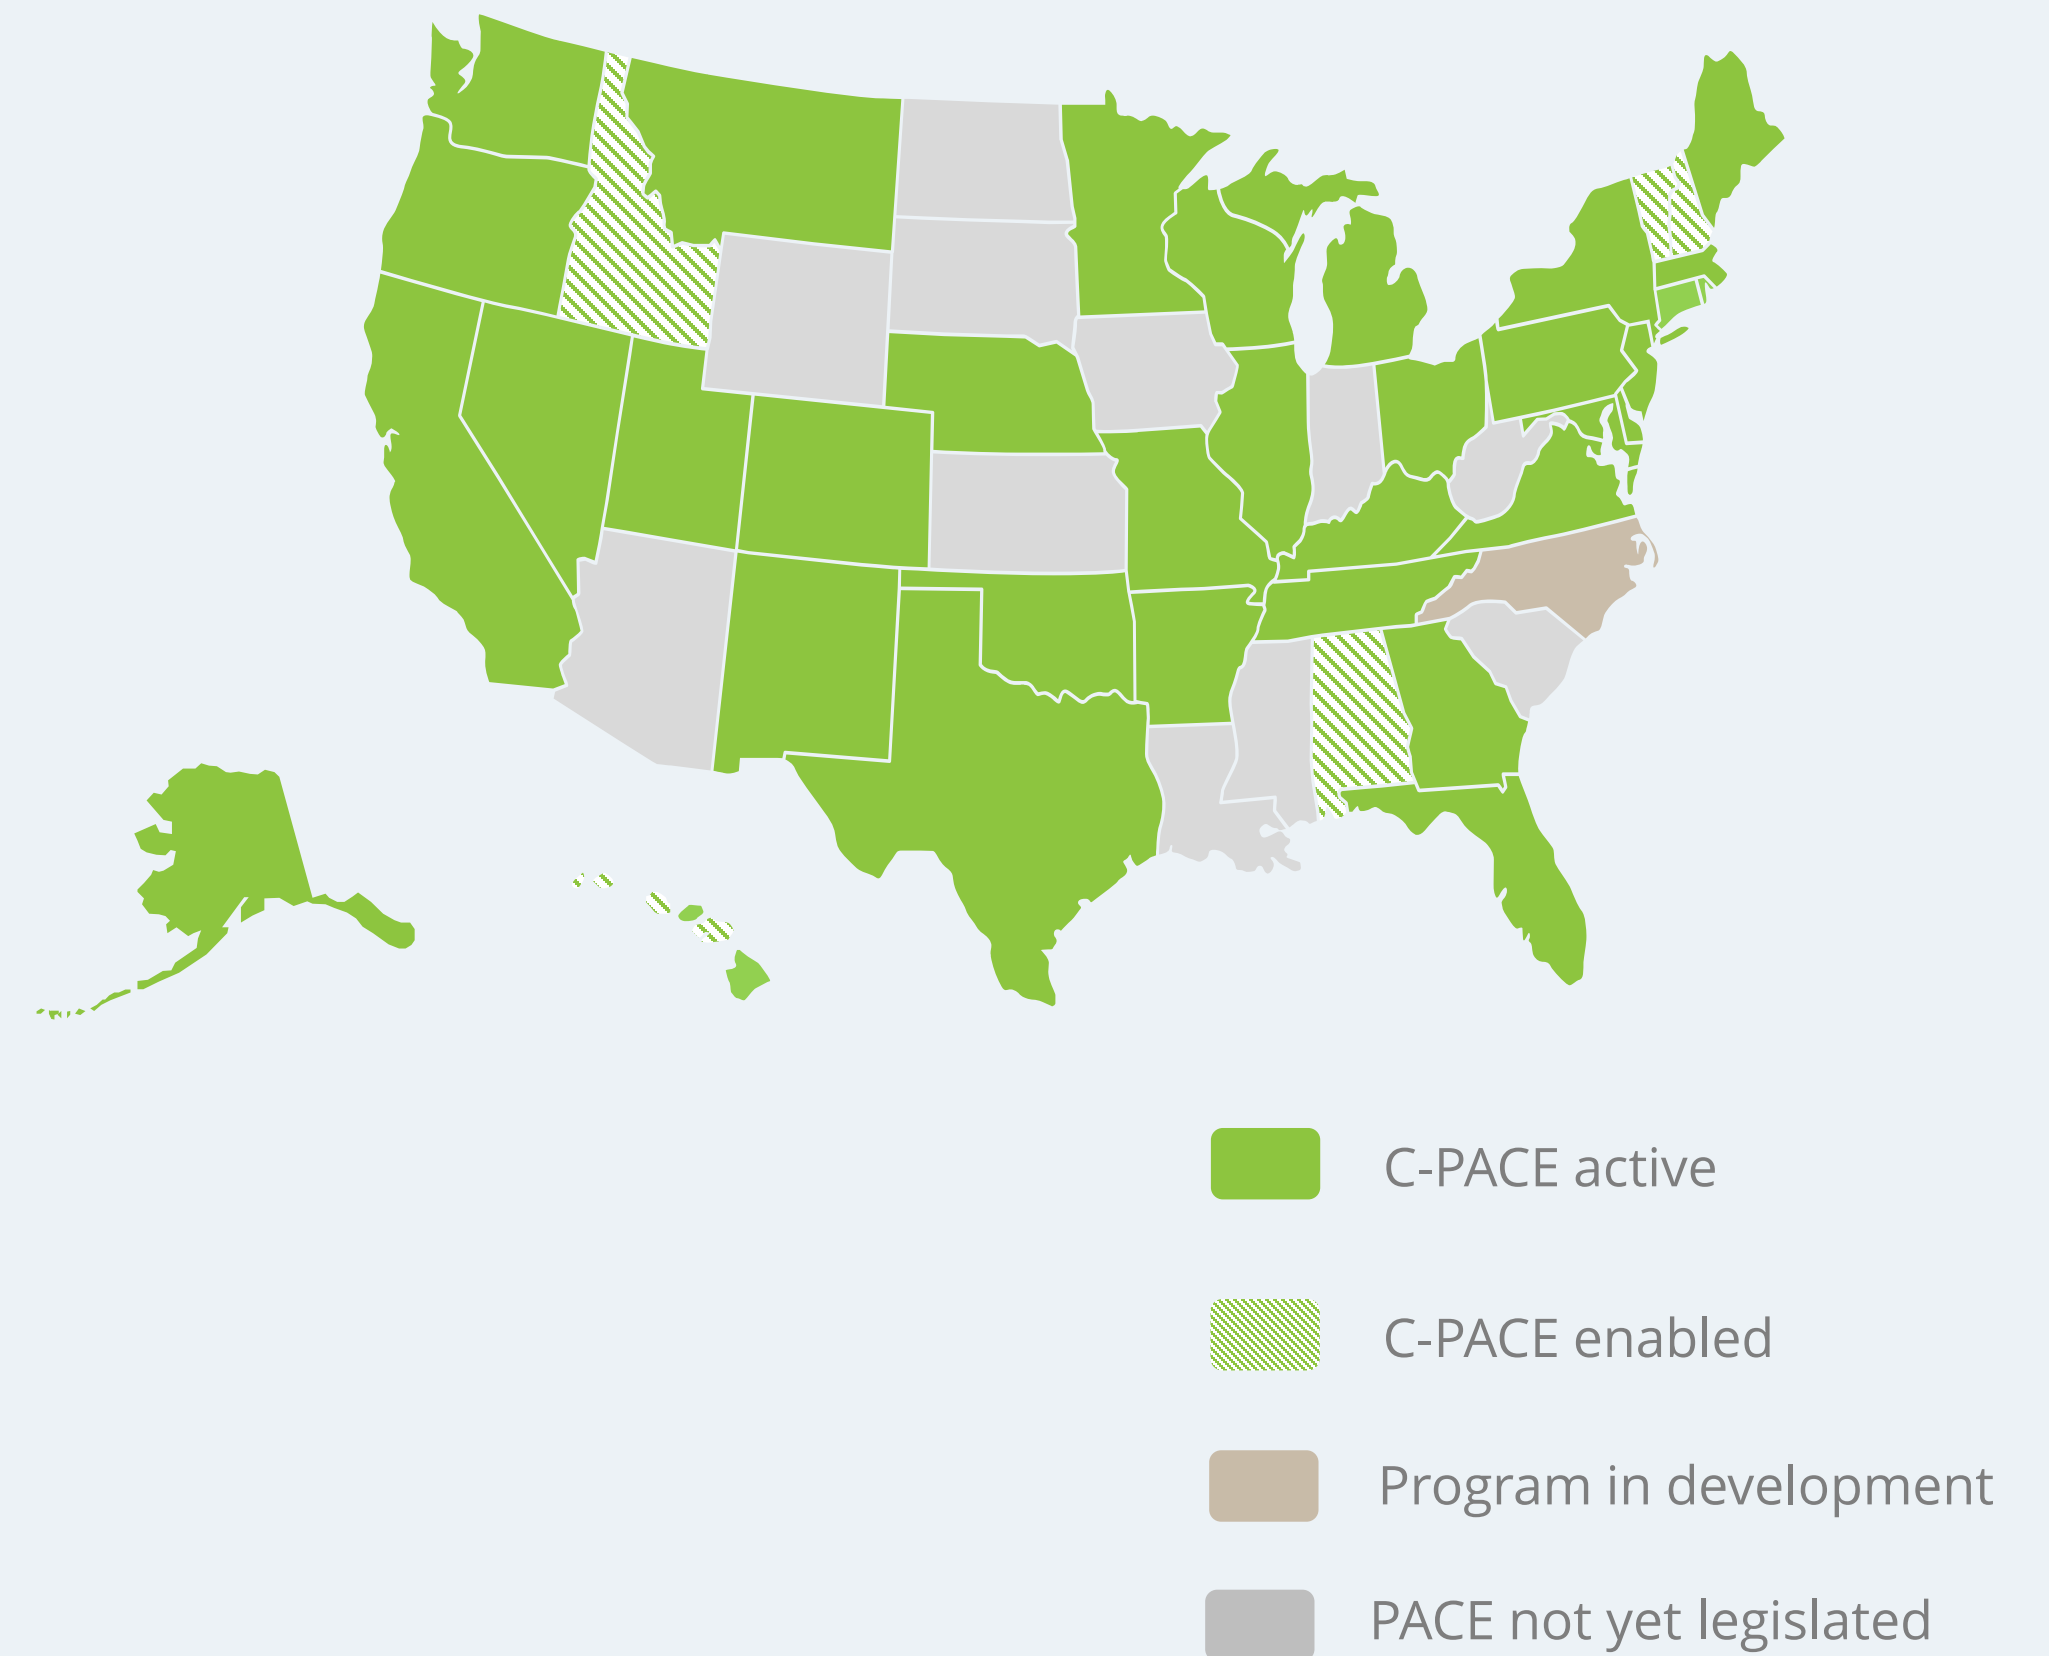 C-PACE active
C-PACE enabled
Program in development
PACE not yet legislated